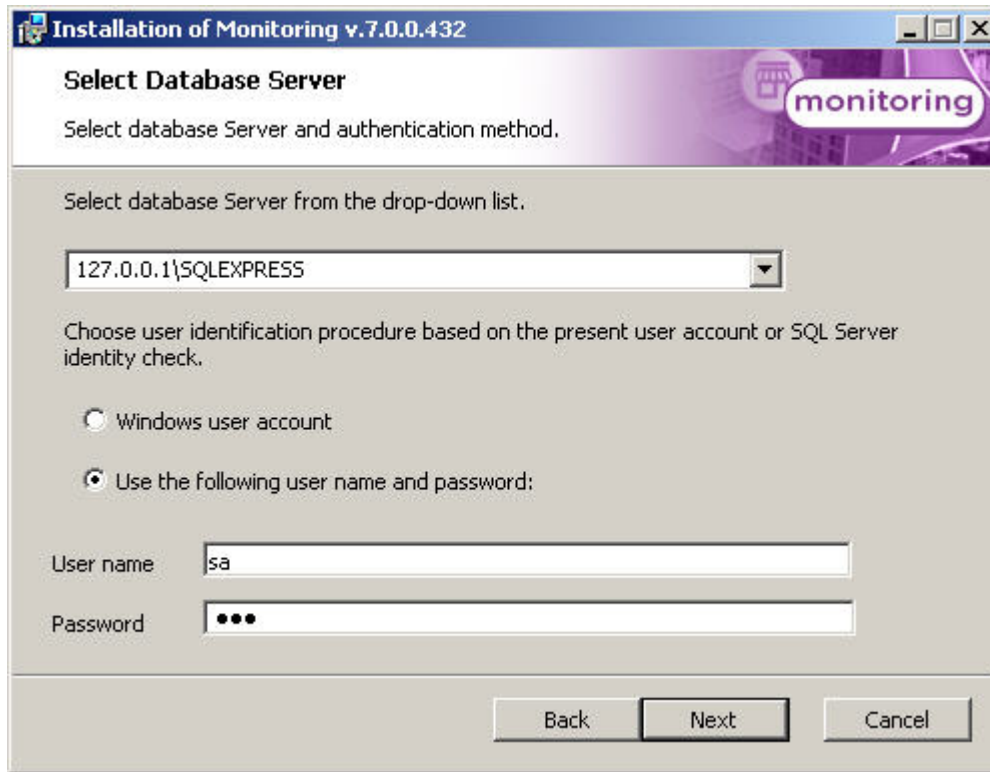 Installation of Monitoring v.7.0.0.432
Select Database Server
monitoring
Select database Server and authentication method.
Select database Server from the drop-down list.
127.0.0.1\SQLEXPRESS
Choose user identification procedure based on the present user account or SQL Server
identity check.
Windows user account
Use the following user name and password:
User name
sa
Password
•••
Back
Next
Cancel